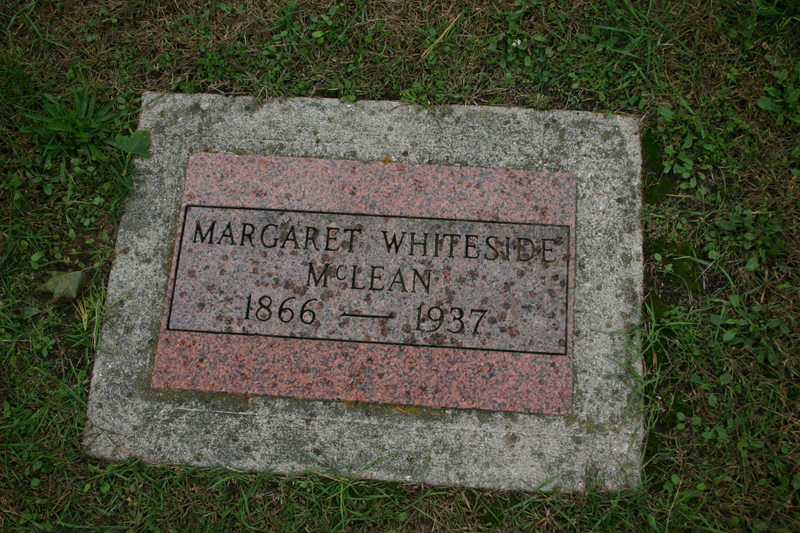 MARGARET WHITESIDE
McLEAN
1866 — 1937